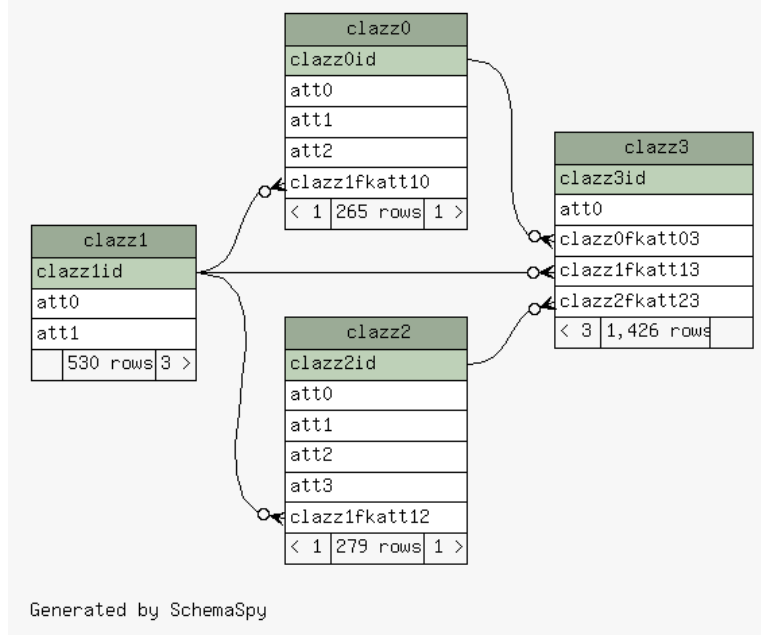 clazz0
clazz0id
att0
att1
att2
clazz1fkatt10
< 1 265 rows 1 >
clazz3
clazz3id
att0
clazz0fkatt03
clazz1fkatt13
clazz2fkatt23
< 3 1,426 rows
clazz1
clazz1id
att0
att1
530 rows 3 >
clazz2
clazz2id
att0
att1
att2
att3
clazz1fkatt12
< 1 279 rows 1 >
Generated by SchemaSpy